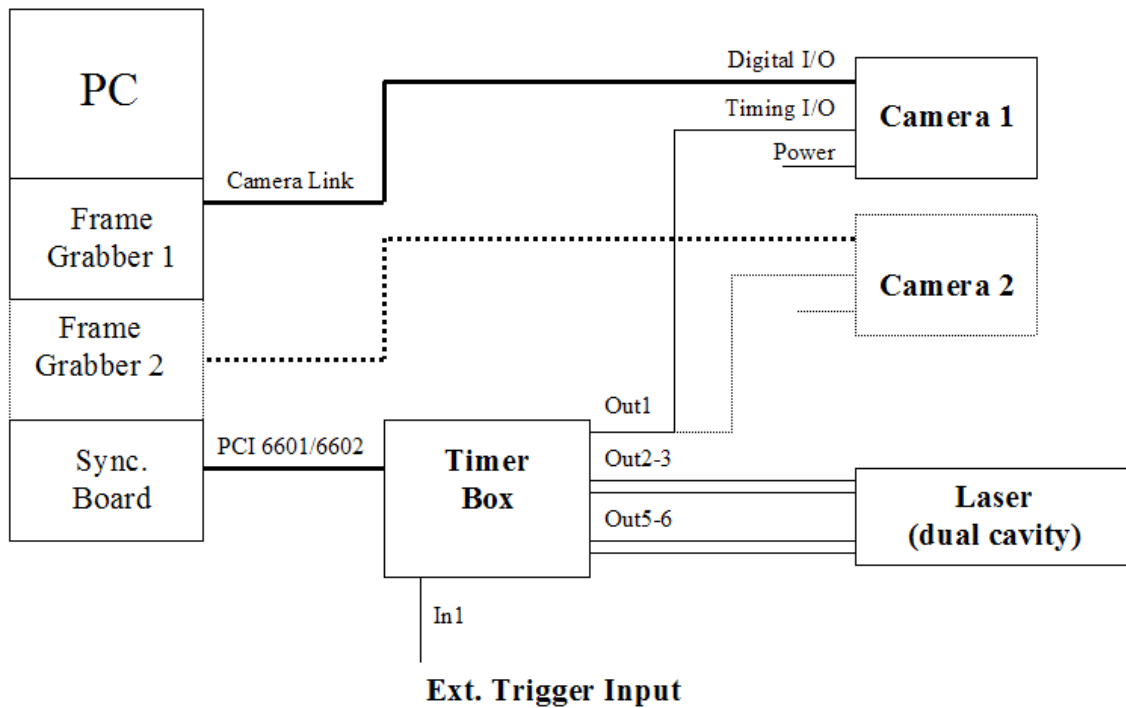 PC
Digital I/O
Timing I/O
Power
Camera 1
Camera Link
Frame
Grabber 1
Camera 2
Frame
Grabber 2
Out1
PCI 6601/6602
Sync.
Board
Timer
Box
Out2-3
Out5-6
Laser
(dual cavity)
In1
Ext. Trigger Input